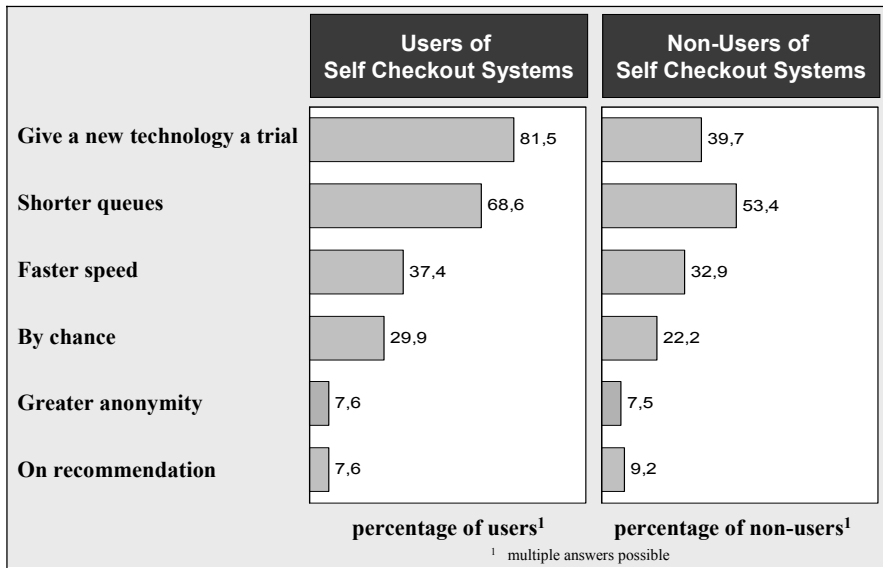 Users of
Self Checkout Systems
Non-Users of
Self Checkout Systems
Give a new technology a trial
81,5
39,7
Shorter queues
68,6
53,4
Faster speed
37,4
32,9
By chance
29,9
22,2
Greater anonymity
7,6
7,5
On recommendation
7,6
9,2
percentage of users¹
percentage of non-users¹
¹ multiple answers possible